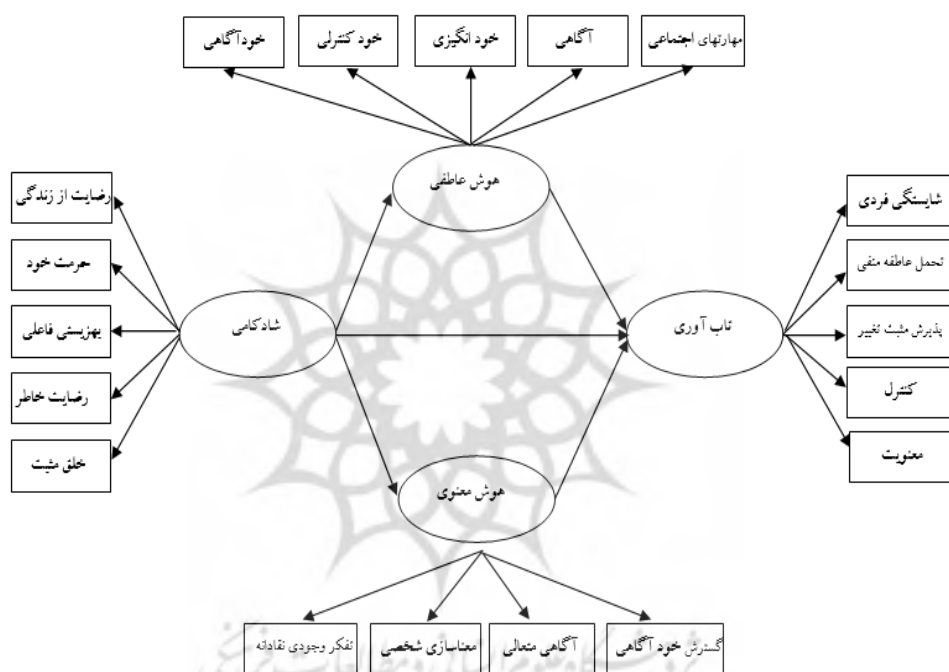 مهارتهای اجتماعی
آگاهی
خود انگیزی
خود کنترلی
خودآگاهی
هوش عاطفی
شایستگی فردی
تحمل عاطفه منفی
پذیرش مثبت تغییر
کنترل
معنویت
تاب آوری
شادکامی
رضایت از زندگی
حرمت خود
بهزیستی فاعلی
رضایت خاطر
خلق مثبت
هوش معنوی
گسترش خود آگاهی
آگاهی متعالی
معناسازی شخصی
تفکر وجودی نقادانه